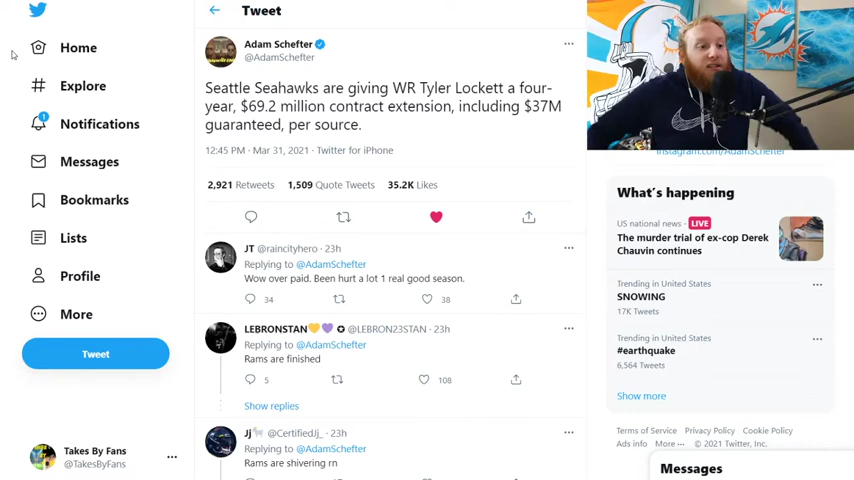 Tweet
Home
Explore
1
Notifications
Messages
Bookmarks
Lists
Profile
More
Tweet
Takes By Fans
@TakesByFans
Adam Schefter
@AdamSchefter
Seattle Seahawks are giving WR Tyler Lockett a four-
year, $69.2 million contract extension, including $37M
guaranteed, per source.
12:45 PM · Mar 31, 2021 · Twitter for iPhone
2,921 Retweets 1,509 Quote Tweets 35.2K Likes
JT @raincityhero · 23h
Replying to @AdamSchefter
Wow over paid. Been hurt a lot 1 real good season.
34 38
LEBRONSTAN💛💜✪ @LEBRON23STAN · 23h
Replying to @AdamSchefter
Rams are finished
5 108
Show replies
Jj🐐 @CertifiedJj_ · 23h
Replying to @AdamSchefter
Rams are shivering rn
instagram.com/AdamSchefter
What's happening
US national news · LIVE
The murder trial of ex-cop Derek
Chauvin continues
Trending in United States
SNOWING
17K Tweets
Trending in United States
#earthquake
6,564 Tweets
Show more
Terms of Service Privacy Policy Cookie Policy
Ads info More ··· © 2021 Twitter, Inc.
Messages